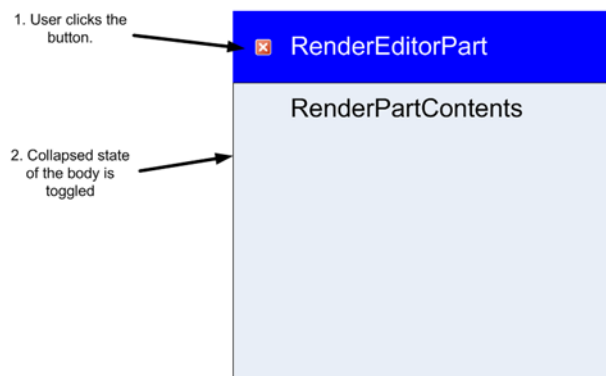 1. User clicks the
button.
RenderEditorPart
RenderPartContents
2. Collapsed state
of the body is
toggled